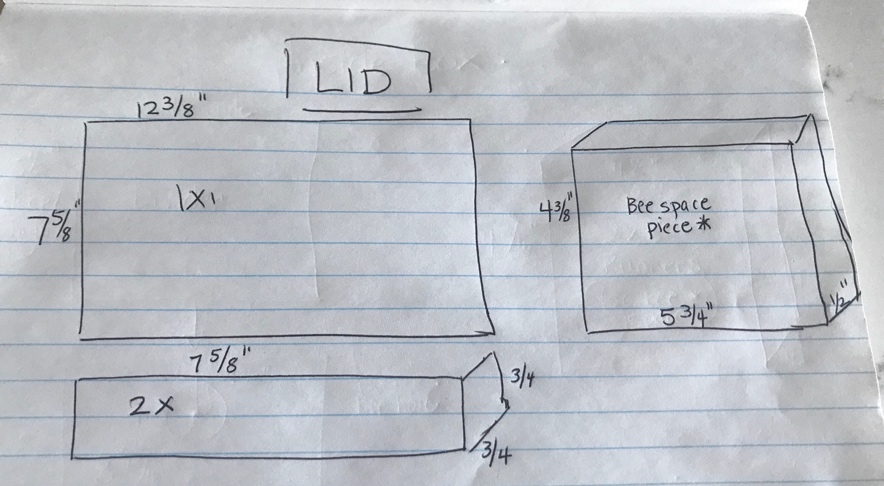 LID
12 3/8"
7 5/8"
1x
4 3/8"
Bee space
piece*
5 3/4"
1/2"
7 5/8"
2x
3/4
3/4